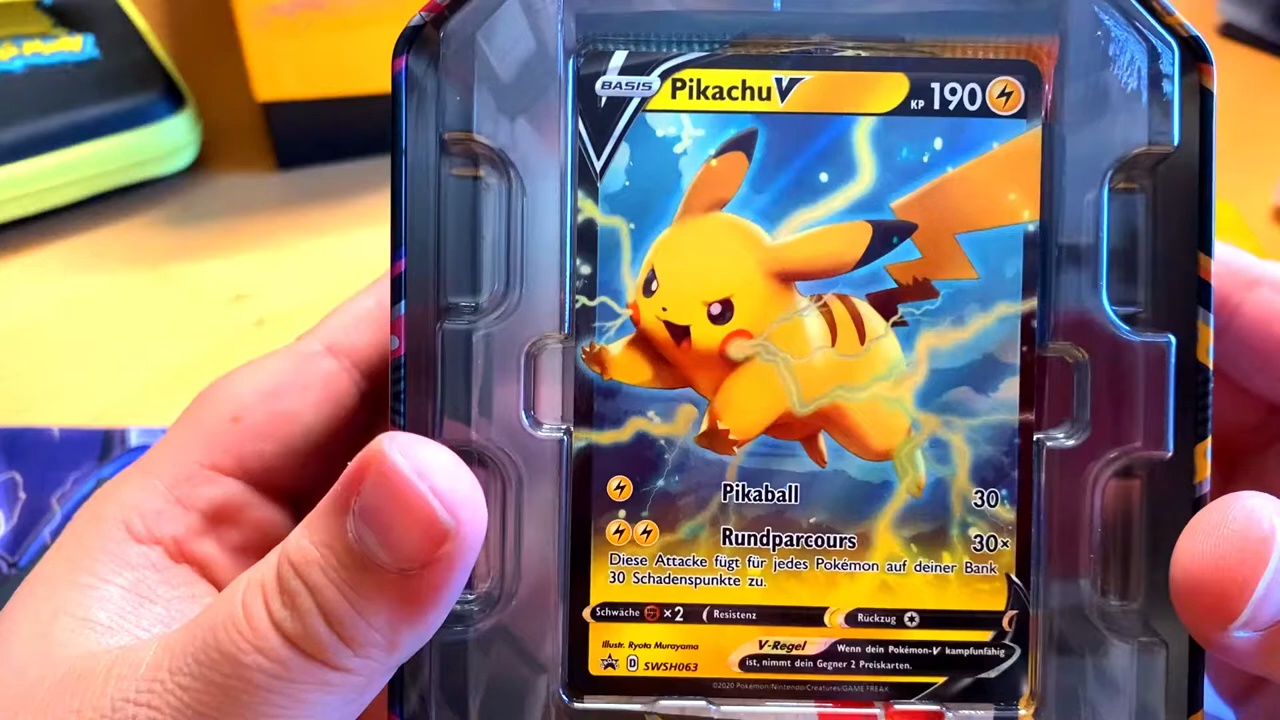 BASIS Pikachu V KP 190
Pikaball 30
Rundparcours 30×
Diese Attacke fügt für jedes Pokémon auf deiner Bank
30 Schadenspunkte zu.
Schwäche ×2 Resistenz Rückzug
Illustr. Ryota Murayama
V-Regel Wenn dein Pokémon-V kampfunfähig
ist, nimmt dein Gegner 2 Preiskarten.
D SWSH063
©2020 Pokémon/Nintendo/Creatures/GAME FREAK